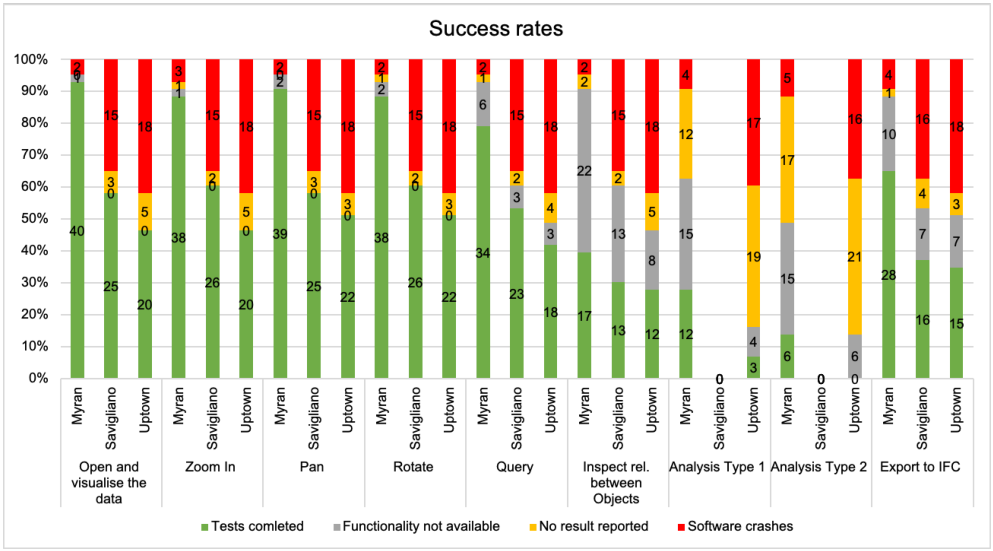 Success rates
100%
90%
80%
70%
60%
50%
40%
30%
20%
10%
0%
2 0 1 40
15 3 0 25
18 5 0 20
3 1 1 38
15 2 0 26
18 5 0 20
2 0 2 39
15 3 0 25
18 3 0 22
2 1 2 38
15 2 0 26
18 3 0 22
2 1 6 34
15 2 3 23
18 4 3 18
2 2 22 17
15 2 13 13
18 5 8 12
4 12 15 12
0
17 19 4 3
5 17 15 6
0
16 21 6 0
4 1 10 28
16 4 7 16
18 3 7 15
Myran Savigliano Uptown Myran Savigliano Uptown Myran Savigliano Uptown Myran Savigliano Uptown Myran Savigliano Uptown Myran Savigliano Uptown Myran Savigliano Uptown Myran Savigliano Uptown Myran Savigliano Uptown
Open and
visualise the
data
Zoom In
Pan
Rotate
Query
Inspect rel.
between
Objects
Analysis Type 1
Analysis Type 2
Export to IFC
Tests comleted Functionality not available No result reported Software crashes